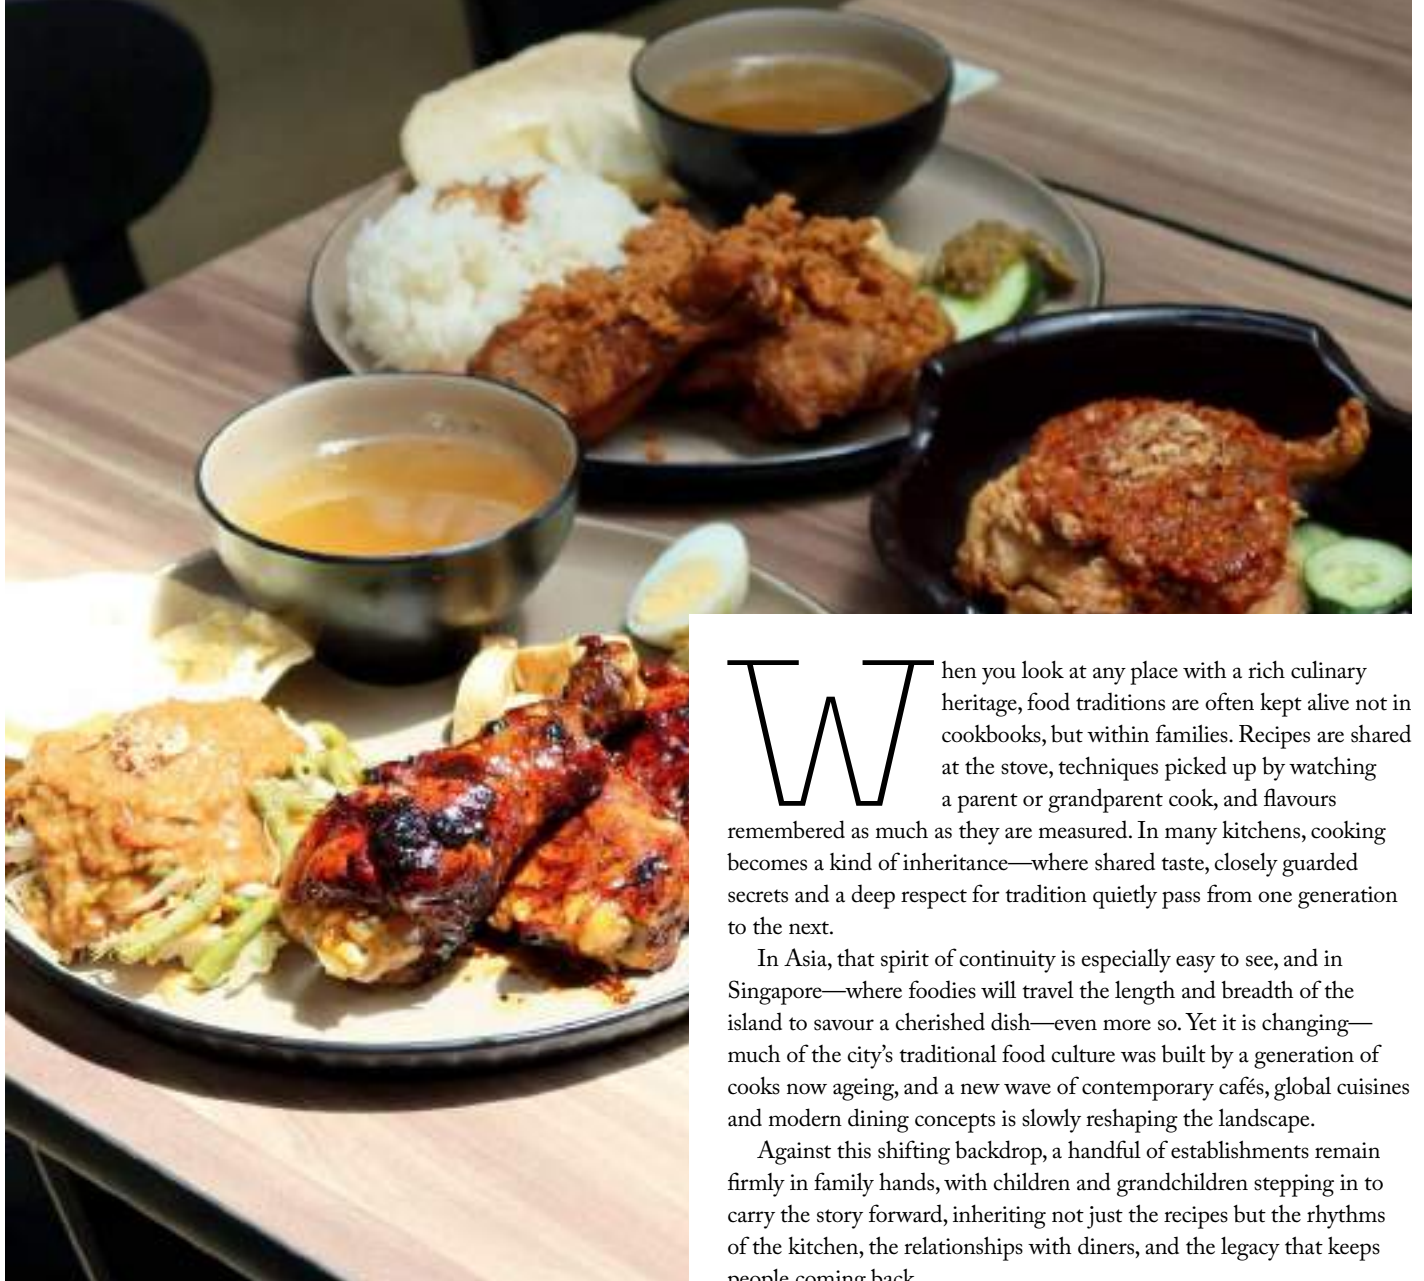 When you look at any place with a rich culinary
heritage, food traditions are often kept alive not in
cookbooks, but within families. Recipes are shared
at the stove, techniques picked up by watching
a parent or grandparent cook, and flavours
remembered as much as they are measured. In many kitchens, cooking
becomes a kind of inheritance—where shared taste, closely guarded
secrets and a deep respect for tradition quietly pass from one generation
to the next.
In Asia, that spirit of continuity is especially easy to see, and in
Singapore—where foodies will travel the length and breadth of the
island to savour a cherished dish—even more so. Yet it is changing—
much of the city’s traditional food culture was built by a generation of
cooks now ageing, and a new wave of contemporary cafés, global cuisines
and modern dining concepts is slowly reshaping the landscape.
Against this shifting backdrop, a handful of establishments remain
firmly in family hands, with children and grandchildren stepping in to
carry the story forward, inheriting not just the recipes but the rhythms
of the kitchen, the relationships with diners, and the legacy that keeps
people coming back.